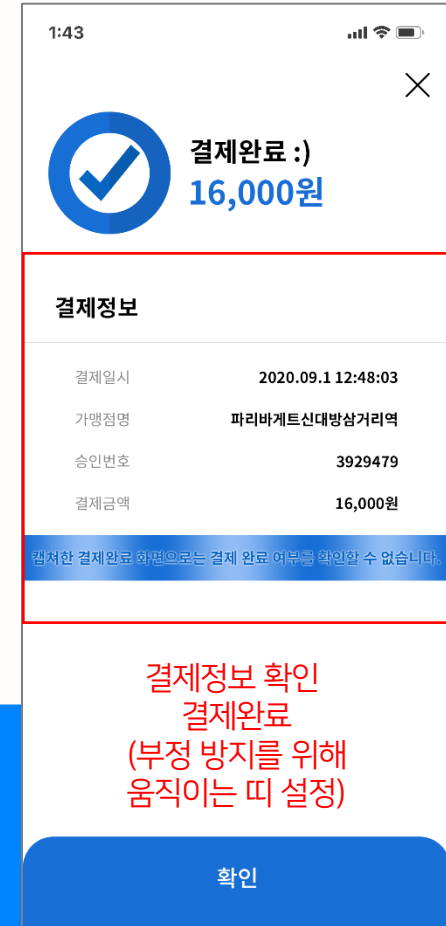 1:43
결제완료 :)
16,000원
결제정보
결제일시 2020.09.1 12:48:03
가맹점명 파리바게트신대방삼거리역
승인번호 3929479
결제금액 16,000원
캡쳐한 결제완료 화면으로는 결제 완료 여부를 확인할 수 없습니다.
결제정보 확인
결제완료
(부정 방지를 위해
움직이는 띠 설정)
확인